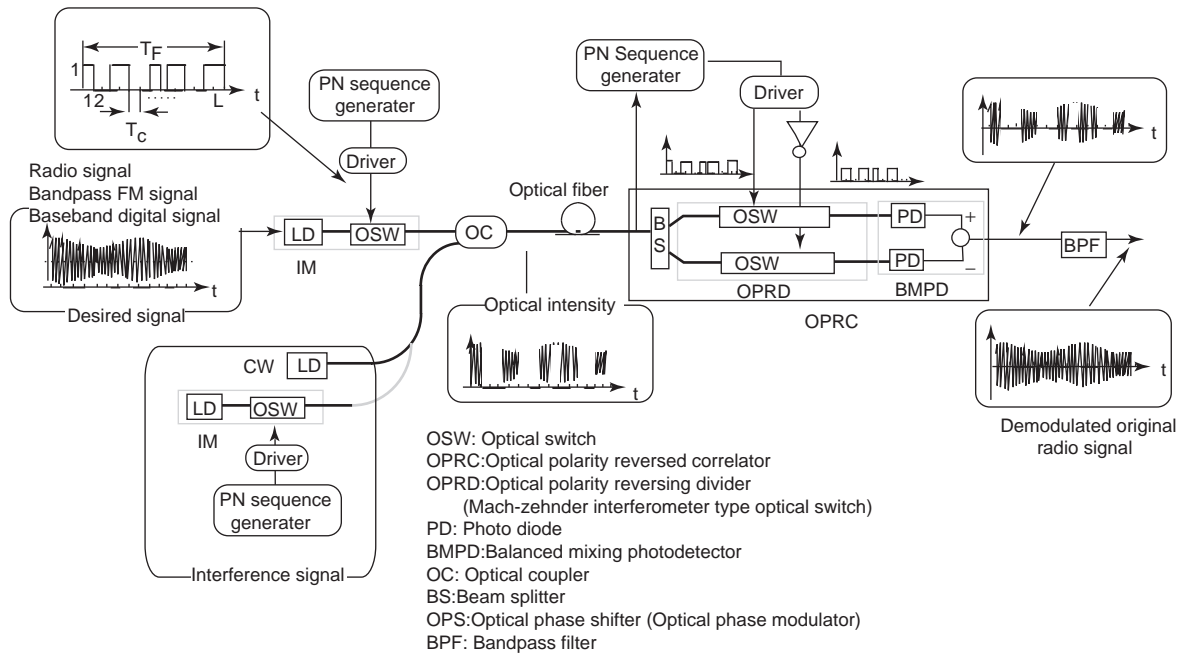 T_F
1
12
L
t
T_c
PN sequence
generater
Driver
Radio signal
Bandpass FM signal
Baseband digital signal
t
Desired signal
LD
OSW
IM
OC
Optical fiber
PN Sequence
generater
Driver
B
S
OSW
OSW
OPRD
PD
PD
+
−
BMPD
OPRC
BPF
t
t
Demodulated original
radio signal
Optical intensity
t
CW
LD
LD
OSW
IM
Driver
PN sequence
generater
Interference signal
OSW: Optical switch
OPRC:Optical polarity reversed correlator
OPRD:Optical polarity reversing divider
(Mach-zehnder interferometer type optical switch)
PD: Photo diode
BMPD:Balanced mixing photodetector
OC: Optical coupler
BS:Beam splitter
OPS:Optical phase shifter (Optical phase modulator)
BPF: Bandpass filter